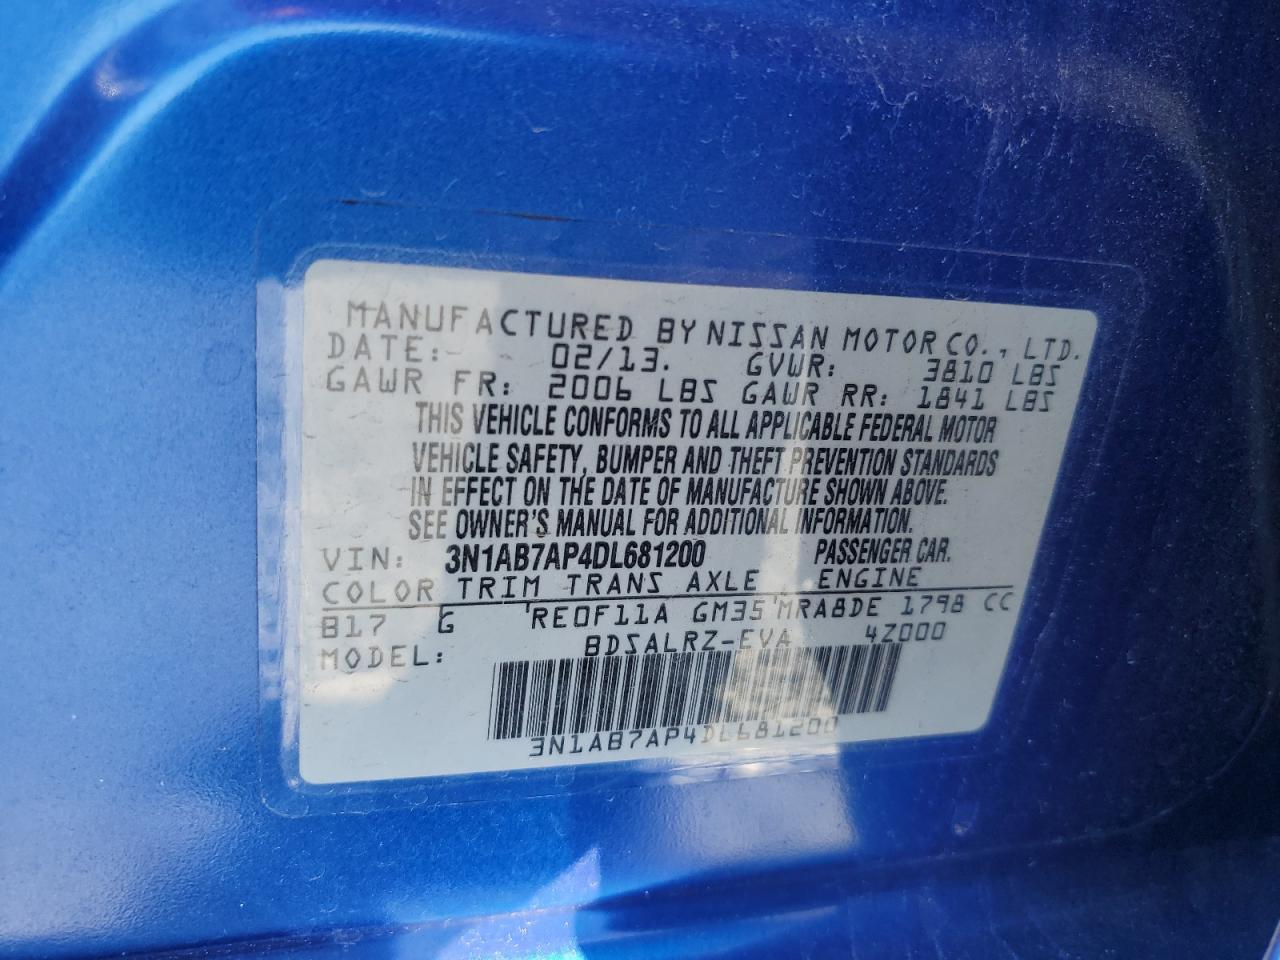 MANUFACTURED BY NISSAN MOTOR CO., LTD.
DATE: 02/13. GVWR: 3810 LBS
GAWR FR: 2006 LBS GAWR RR: 1841 LBS
THIS VEHICLE CONFORMS TO ALL APPLICABLE FEDERAL MOTOR
VEHICLE SAFETY, BUMPER AND THEFT PREVENTION STANDARDS
IN EFFECT ON THE DATE OF MANUFACTURE SHOWN ABOVE.
SEE OWNER'S MANUAL FOR ADDITIONAL INFORMATION.
VIN: 3N1AB7AP4DL681200 PASSENGER CAR.
COLOR TRIM TRANS AXLE ENGINE
B17 G RE0F11A GM35 MRA8DE 1798 CC
MODEL: BDSALRZ-EVA 4Z000
3N1AB7AP4DL681200